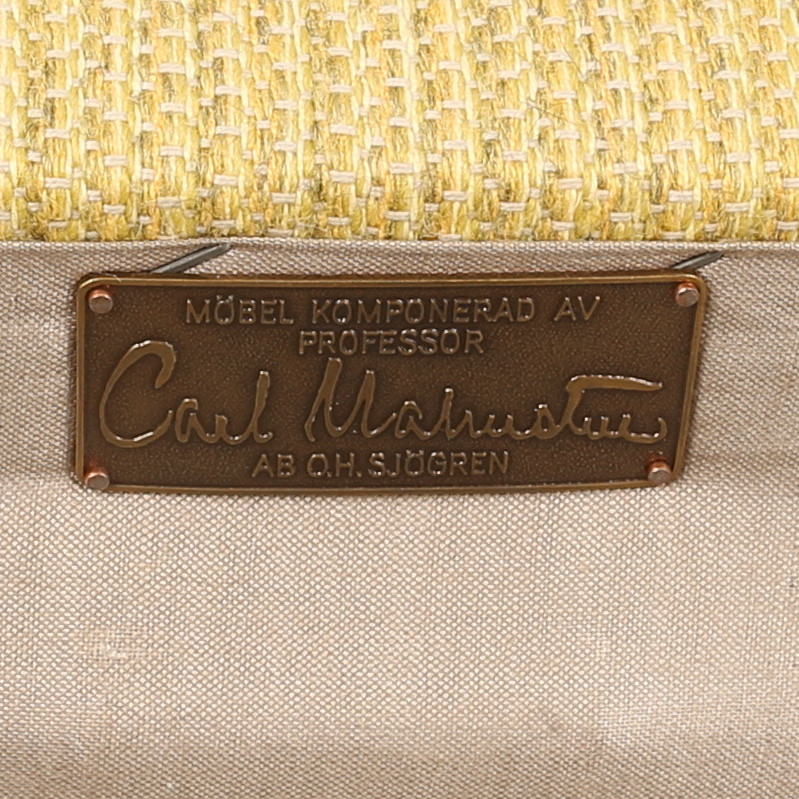 MÖBEL KOMPONERAD AV
PROFESSOR
Carl Malmsten
AB O.H. SJÖGREN